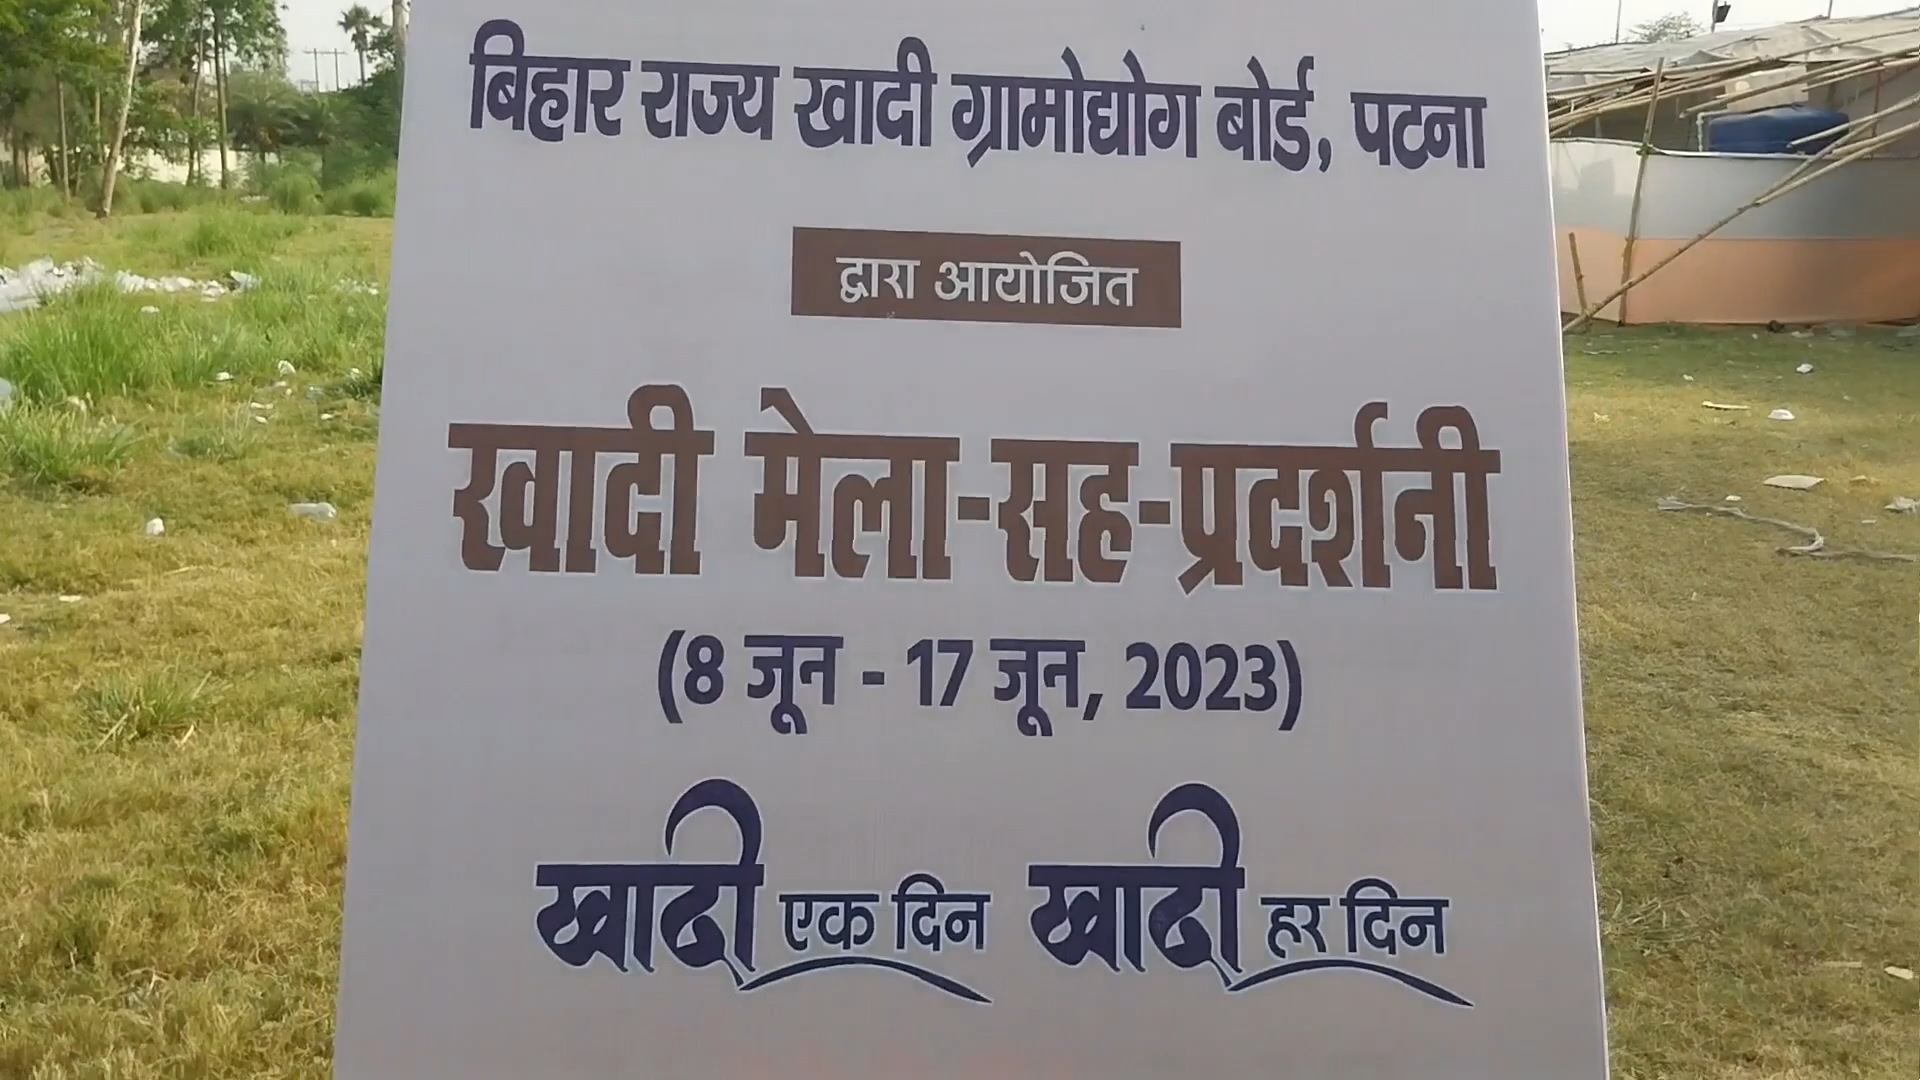 बिहार राज्य खादी ग्रामोद्योग बोर्ड, पटना
द्वारा आयोजित
खादी मेला-सह-प्रदर्शनी
(8 जून - 17 जून, 2023)
खादी एक दिन खादी हर दिन